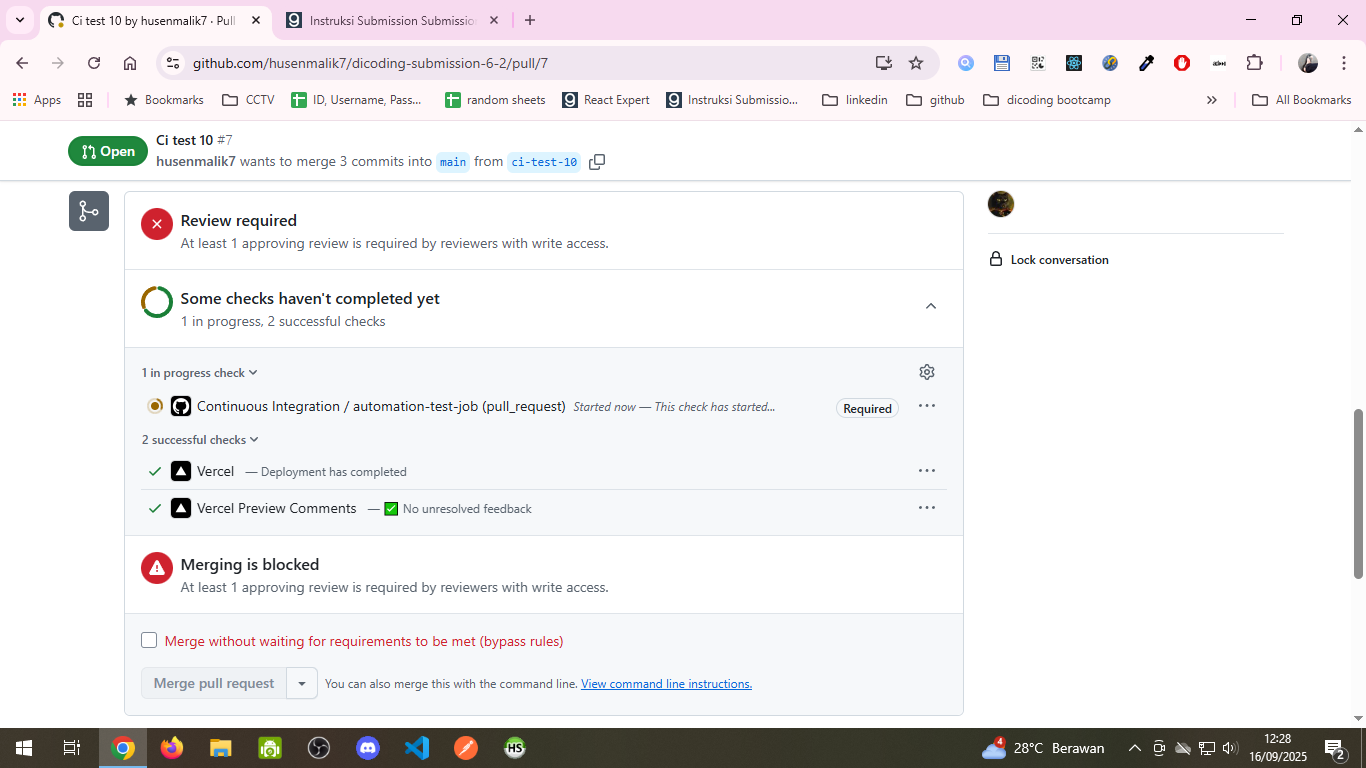 Ci test 10 by husenmalik7 · Pull
Instruksi Submission Submissio
github.com/husenmalik7/dicoding-submission-6-2/pull/7
Apps
Bookmarks
CCTV
ID, Username, Pass...
random sheets
React Expert
Instruksi Submissio...
linkedin
github
dicoding bootcamp
All Bookmarks
Open
Ci test 10 #7
husenmalik7 wants to merge 3 commits into main from ci-test-10
Review required
At least 1 approving review is required by reviewers with write access.
Lock conversation
Some checks haven't completed yet
1 in progress, 2 successful checks
1 in progress check
Continuous Integration / automation-test-job (pull_request) Started now — This check has started... Required
2 successful checks
Vercel — Deployment has completed
Vercel Preview Comments — ✅ No unresolved feedback
Merging is blocked
At least 1 approving review is required by reviewers with write access.
Merge without waiting for requirements to be met (bypass rules)
Merge pull request
You can also merge this with the command line. View command line instructions.
HS
4
28°C Berawan
12:28
16/09/2025
2